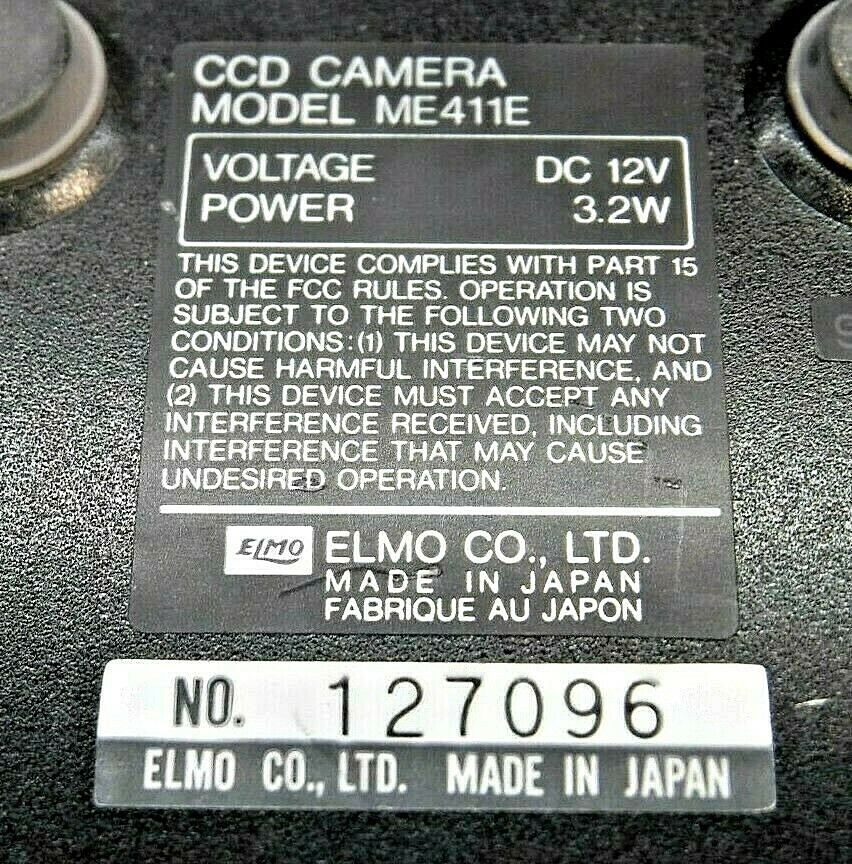 CCD CAMERA
MODEL ME411E
VOLTAGE DC 12V
POWER 3.2W
THIS DEVICE COMPLIES WITH PART 15
OF THE FCC RULES. OPERATION IS
SUBJECT TO THE FOLLOWING TWO
CONDITIONS:(1) THIS DEVICE MAY NOT
CAUSE HARMFUL INTERFERENCE, AND
(2) THIS DEVICE MUST ACCEPT ANY
INTERFERENCE RECEIVED, INCLUDING
INTERFERENCE THAT MAY CAUSE
UNDESIRED OPERATION.
ELMO ELMO CO., LTD.
MADE IN JAPAN
FABRIQUE AU JAPON
NO. 127096
ELMO CO., LTD. MADE IN JAPAN